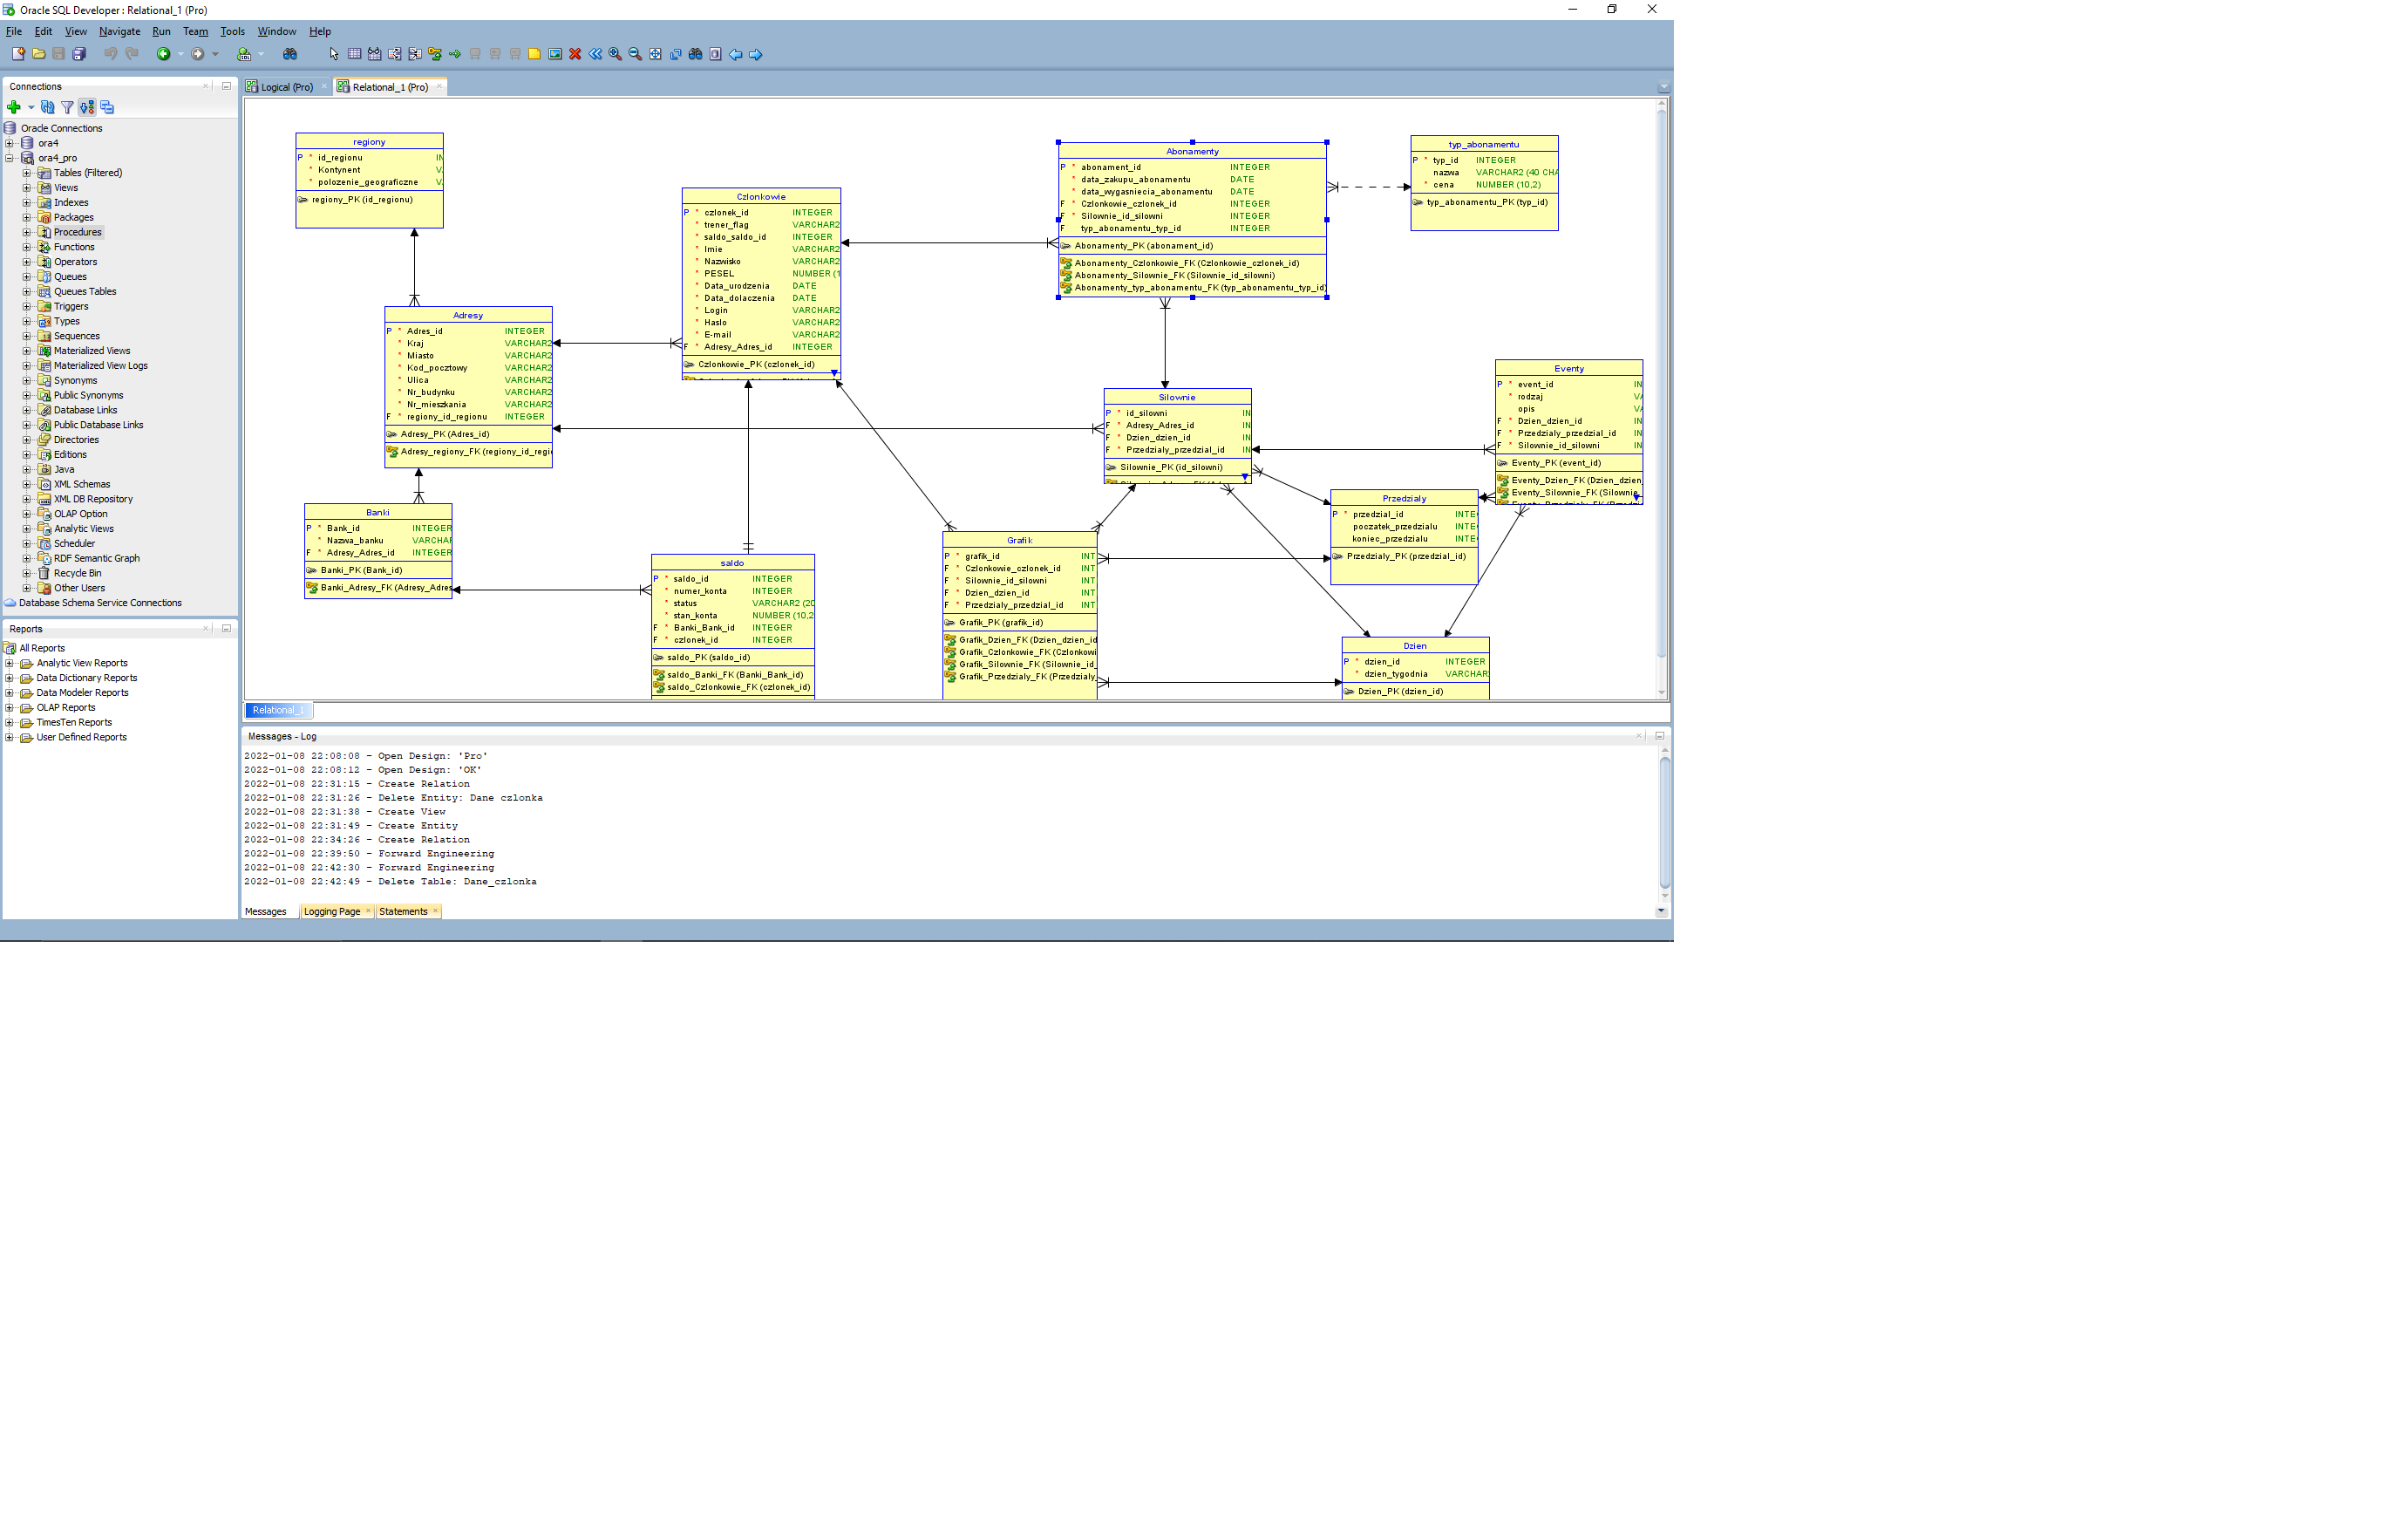 Oracle SQL Developer : Relational_1 (Pro)
File Edit View Navigate Run Team Tools Window Help
Connections
Oracle Connections
ora4
ora4_pro
Tables (Filtered)
Views
Indexes
Packages
Procedures
Functions
Operators
Queues
Queues Tables
Triggers
Types
Sequences
Materialized Views
Materialized View Logs
Synonyms
Public Synonyms
Database Links
Public Database Links
Directories
Editions
Java
XML Schemas
XML DB Repository
OLAP Option
Analytic Views
Scheduler
RDF Semantic Graph
Recycle Bin
Other Users
Database Schema Service Connections
Reports
All Reports
Analytic View Reports
Data Dictionary Reports
Data Modeler Reports
OLAP Reports
TimesTen Reports
User Defined Reports
Logical (Pro) Relational_1 (Pro)
regiony
P * id_regionu IN
* Kontynent V
* polozenie_geograficzne V
regiony_PK (id_regionu)
Czlonkowie
P * czlonek_id INTEGER
* trener_flag VARCHAR2
* saldo_saldo_id INTEGER
* Imie VARCHAR2
* Nazwisko VARCHAR2
* PESEL NUMBER (1
* Data_urodzenia DATE
* Data_dolaczenia DATE
* Login VARCHAR2
* Haslo VARCHAR2
* E-mail VARCHAR2
F * Adresy_Adres_id INTEGER
Czlonkowie_PK (czlonek_id)
Abonamenty
P * abonament_id INTEGER
* data_zakupu_abonamentu DATE
* data_wygasniecia_abonamentu DATE
F * Czlonkowie_czlonek_id INTEGER
F * Silownie_id_silowni INTEGER
F typ_abonamentu_typ_id INTEGER
Abonamenty_PK (abonament_id)
Abonamenty_Czlonkowie_FK (Czlonkowie_czlonek_id)
Abonamenty_Silownie_FK (Silownie_id_silowni)
Abonamenty_typ_abonamentu_FK (typ_abonamentu_typ_id)
typ_abonamentu
P * typ_id INTEGER
nazwa VARCHAR2 (40 CHA
* cena NUMBER (10,2)
typ_abonamentu_PK (typ_id)
Adresy
P * Adres_id INTEGER
* Kraj VARCHAR2
* Miasto VARCHAR2
* Kod_pocztowy VARCHAR2
* Ulica VARCHAR2
* Nr_budynku VARCHAR2
* Nr_mieszkania VARCHAR2
F * regiony_id_regionu INTEGER
Adresy_PK (Adres_id)
Adresy_regiony_FK (regiony_id_regi
Silownie
P * id_silowni IN
F * Adresy_Adres_id IN
F * Dzien_dzien_id IN
F * Przedzialy_przedzial_id IN
Silownie_PK (id_silowni)
Eventy
P * event_id IN
* rodzaj VA
opis VA
F * Dzien_dzien_id IN
F * Przedzialy_przedzial_id IN
F * Silownie_id_silowni IN
Eventy_PK (event_id)
Eventy_Dzien_FK (Dzien_dzien
Eventy_Silownie_FK (Silownie
Przedzialy
P * przedzial_id INTE
poczatek_przedzialu INTE
koniec_przedzialu INTE
Przedzialy_PK (przedzial_id)
Banki
P * Bank_id INTEGER
* Nazwa_banku VARCHA
F * Adresy_Adres_id INTEGER
Banki_PK (Bank_id)
Banki_Adresy_FK (Adresy_Adres
saldo
P * saldo_id INTEGER
* numer_konta INTEGER
* status VARCHAR2 (20
* stan_konta NUMBER (10,2
F * Banki_Bank_id INTEGER
F * czlonek_id INTEGER
saldo_PK (saldo_id)
saldo_Banki_FK (Banki_Bank_id)
saldo_Czlonkowie_FK (czlonek_id)
Grafik
P * grafik_id INT
F * Czlonkowie_czlonek_id INT
F * Silownie_id_silowni INT
F * Dzien_dzien_id INT
F * Przedzialy_przedzial_id INT
Grafik_PK (grafik_id)
Grafik_Dzien_FK (Dzien_dzien_id
Grafik_Czlonkowie_FK (Czlonkowi
Grafik_Silownie_FK (Silownie_id_
Grafik_Przedzialy_FK (Przedzialy_
Dzien
P * dzien_id INTEGER
* dzien_tygodnia VARCHAR
Dzien_PK (dzien_id)
Relational_1
Messages - Log
2022-01-08 22:08:08 - Open Design: 'Pro'
2022-01-08 22:08:12 - Open Design: 'OK'
2022-01-08 22:31:15 - Create Relation
2022-01-08 22:31:26 - Delete Entity: Dane czlonka
2022-01-08 22:31:38 - Create View
2022-01-08 22:31:49 - Create Entity
2022-01-08 22:34:26 - Create Relation
2022-01-08 22:39:50 - Forward Engineering
2022-01-08 22:42:30 - Forward Engineering
2022-01-08 22:42:49 - Delete Table: Dane_czlonka
Messages Logging Page Statements